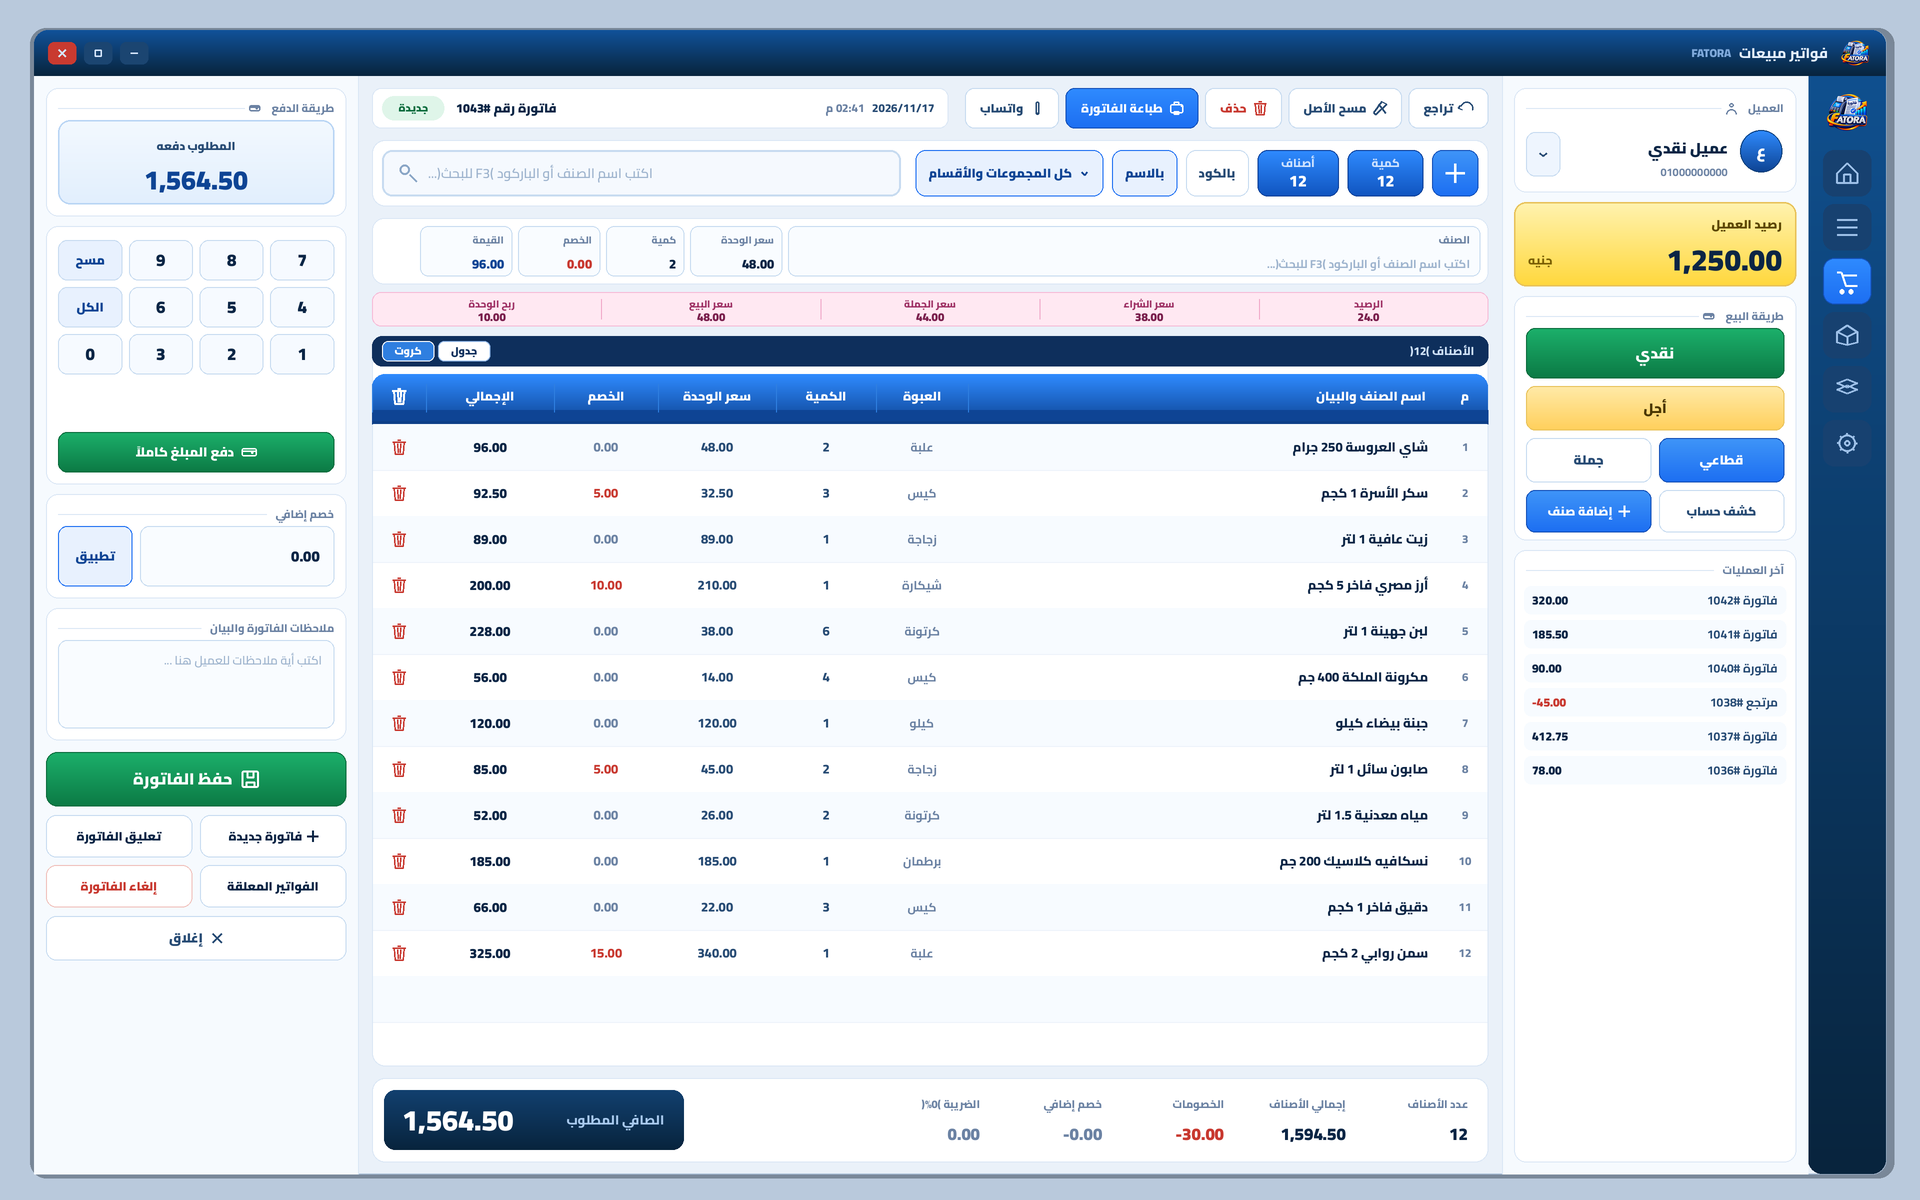 فواتير مبيعات FATORA
FATORA
FATORA
العميل
ع
عميل نقدي
01000000000
رصيد العميل
1,250.00 جنيه
طريقة البيع
نقدي
أجل
قطاعي
جملة
كشف حساب
إضافة صنف
آخر العمليات
فاتورة #1042 320.00
فاتورة #1041 185.50
فاتورة #1040 90.00
مرتجع #1038 -45.00
فاتورة #1037 412.75
فاتورة #1036 78.00
تراجع
مسح الأصل
حذف
طباعة الفاتورة
واتساب
2026/11/17 02:41 م
فاتورة رقم #1043
جديدة
كمية 12
أصناف 12
بالكود
بالاسم
كل المجموعات والأقسام
اكتب اسم الصنف أو الباركود )F3 للبحث(...
الصنف
اكتب اسم الصنف أو الباركود )F3 للبحث(...
سعر الوحدة 48.00
كمية 2
الخصم 0.00
القيمة 96.00
الرصيد 24.0
سعر الشراء 38.00
سعر الجملة 44.00
سعر البيع 48.00
ربح الوحدة 10.00
الأصناف )12(
جدول
كروت
م اسم الصنف والبيان العبوة الكمية سعر الوحدة الخصم الإجمالي
1 شاي العروسة 250 جرام علبة 2 48.00 0.00 96.00
2 سكر الأسرة 1 كجم كيس 3 32.50 5.00 92.50
3 زيت عافية 1 لتر زجاجة 1 89.00 0.00 89.00
4 أرز مصري فاخر 5 كجم شيكارة 1 210.00 10.00 200.00
5 لبن جهينة 1 لتر كرتونة 6 38.00 0.00 228.00
6 مكرونة الملكة 400 جم كيس 4 14.00 0.00 56.00
7 جبنة بيضاء كيلو كيلو 1 120.00 0.00 120.00
8 صابون سائل 1 لتر زجاجة 2 45.00 5.00 85.00
9 مياه معدنية 1.5 لتر كرتونة 2 26.00 0.00 52.00
10 نسكافيه كلاسيك 200 جم برطمان 1 185.00 0.00 185.00
11 دقيق فاخر 1 كجم كيس 3 22.00 0.00 66.00
12 سمن روابي 2 كجم علبة 1 340.00 15.00 325.00
عدد الأصناف 12
إجمالي الأصناف 1,594.50
الخصومات -30.00
خصم إضافي -0.00
الضريبة )0%( 0.00
الصافي المطلوب 1,564.50
طريقة الدفع
المطلوب دفعه
1,564.50
7 8 9 مسح
4 5 6 الكل
1 2 3 0
دفع المبلغ كاملاً
خصم إضافي
0.00 تطبيق
ملاحظات الفاتورة والبيان
اكتب أية ملاحظات للعميل هنا ...
حفظ الفاتورة
فاتورة جديدة
تعليق الفاتورة
الفواتير المعلقة
إلغاء الفاتورة
إغلاق